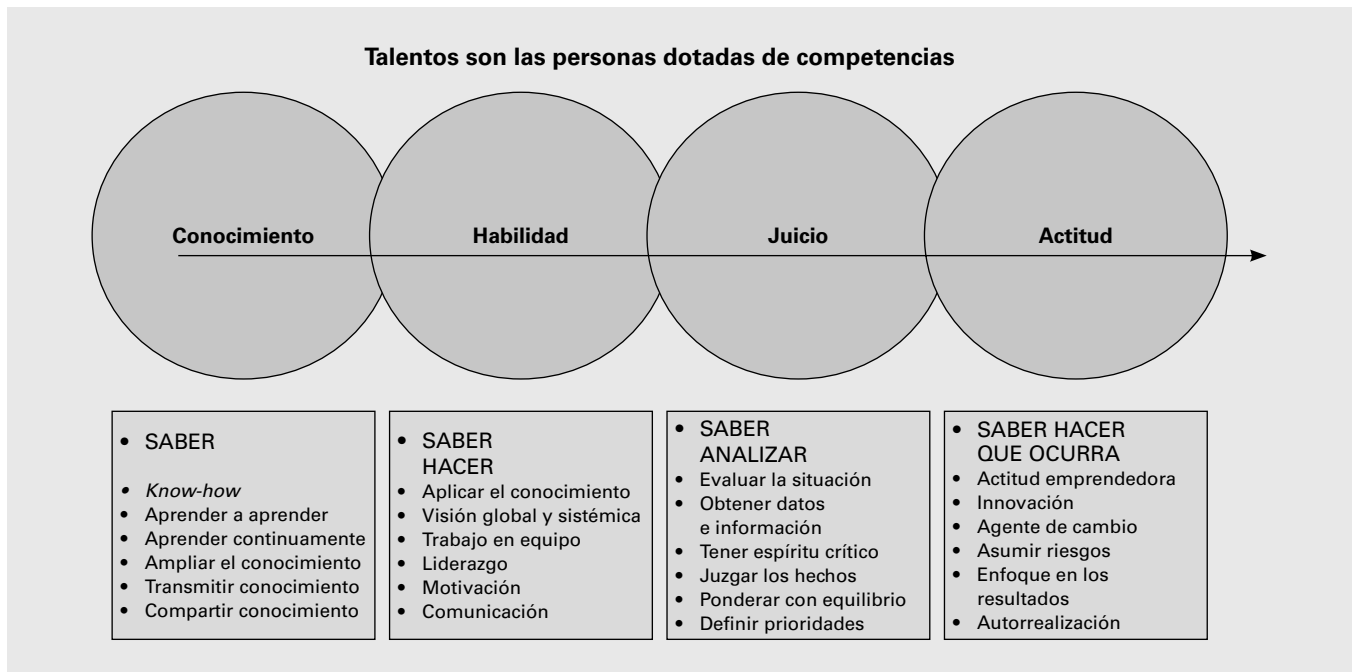 Talentos son las personas dotadas de competencias
Conocimiento
Habilidad
Juicio
Actitud
• SABER
• Know-how
• Aprender a aprender
• Aprender continuamente
• Ampliar el conocimiento
• Transmitir conocimiento
• Compartir conocimiento
• SABER
HACER
• Aplicar el conocimiento
• Visión global y sistémica
• Trabajo en equipo
• Liderazgo
• Motivación
• Comunicación
• SABER
ANALIZAR
• Evaluar la situación
• Obtener datos
e información
• Tener espíritu crítico
• Juzgar los hechos
• Ponderar con equilibrio
• Definir prioridades
• SABER HACER
QUE OCURRA
• Actitud emprendedora
• Innovación
• Agente de cambio
• Asumir riesgos
• Enfoque en los
resultados
• Autorrealización